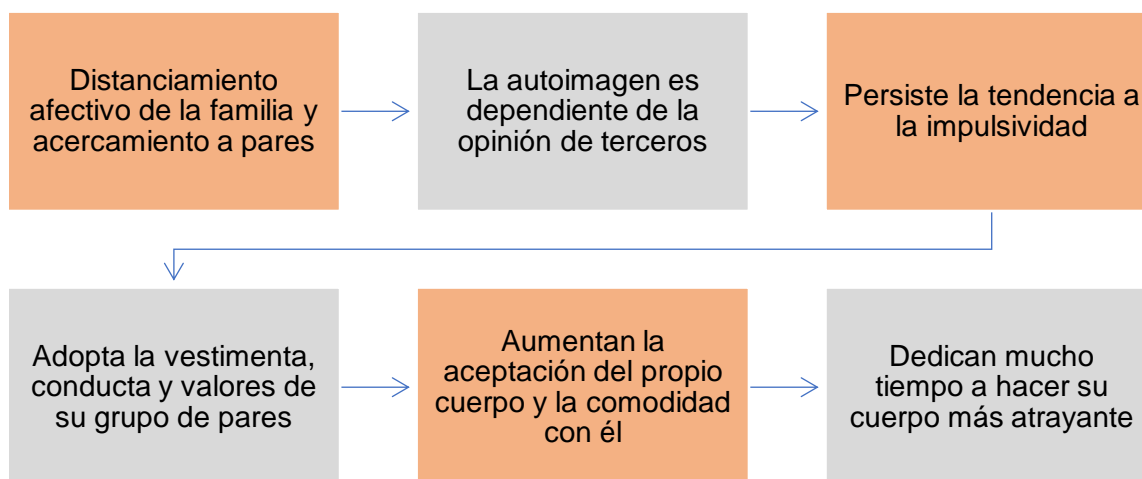 Distanciamiento
afectivo de la familia y
acercamiento a pares
La autoimagen es
dependiente de la
opinión de terceros
Persiste la tendencia a
la impulsividad
Adopta la vestimenta,
conducta y valores de
su grupo de pares
Aumentan la
aceptación del propio
cuerpo y la comodidad
con él
Dedican mucho
tiempo a hacer su
cuerpo más atrayante